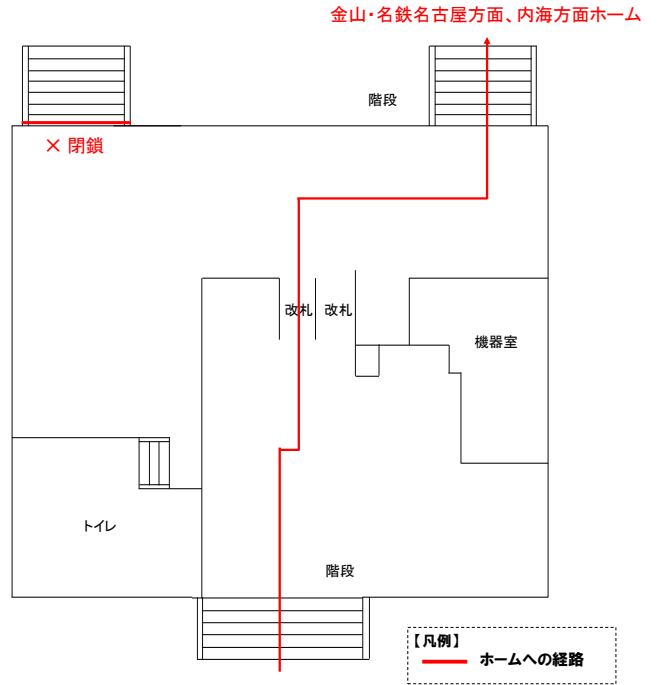 金山・名鉄名古屋方面、内海方面ホーム
階段
× 閉鎖
改札 改札
機器室
トイレ
階段
【凡例】
ホームへの経路